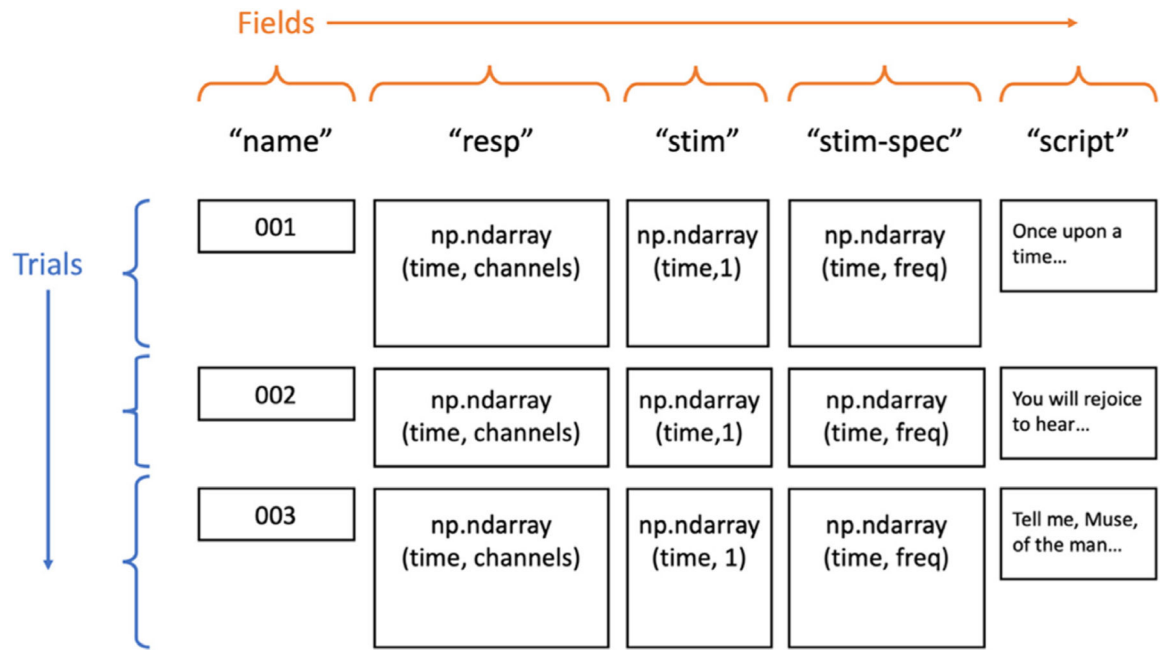 Fields
“name” “resp” “stim” “stim-spec” “script”
Trials
001
np.ndarray
(time, channels)
np.ndarray
(time,1)
np.ndarray
(time, freq)
Once upon a
time...
002
np.ndarray
(time, channels)
np.ndarray
(time,1)
np.ndarray
(time, freq)
You will rejoice
to hear...
003
np.ndarray
(time, channels)
np.ndarray
(time, 1)
np.ndarray
(time, freq)
Tell me, Muse,
of the man...